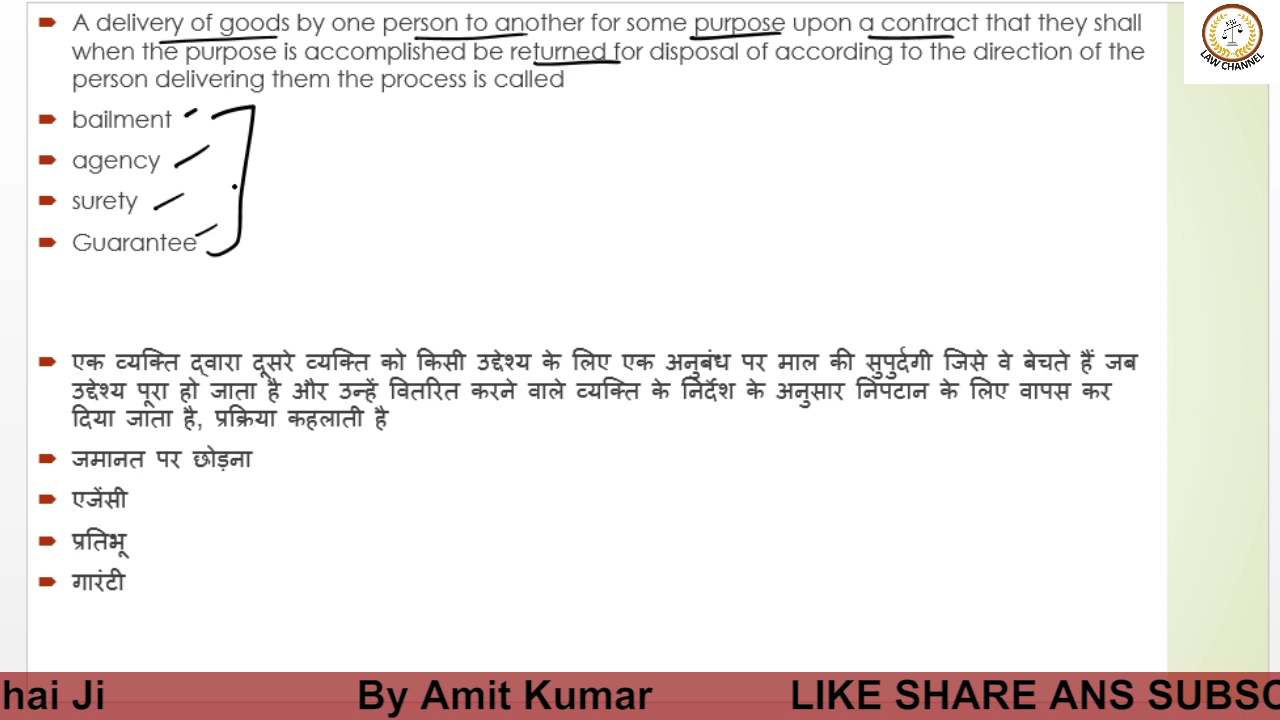 A delivery of goods by one person to another for some purpose upon a contract that they shall
when the purpose is accomplished be returned for disposal of according to the direction of the
person delivering them the process is called
bailment
agency
surety
Guarantee
एक व्यक्ति द्वारा दूसरे व्यक्ति को किसी उद्देश्य के लिए एक अनुबंध पर माल की सुपुर्दगी जिसे वे बेचते हैं जब
उद्देश्य पूरा हो जाता है और उन्हें वितरित करने वाले व्यक्ति के निर्देश के अनुसार निपटान के लिए वापस कर
दिया जाता है, प्रक्रिया कहलाती है
जमानत पर छोड़ना
एजेंसी
प्रतिभू
गारंटी
LAW CHANNEL
hai Ji By Amit Kumar LIKE SHARE ANS SUBSC